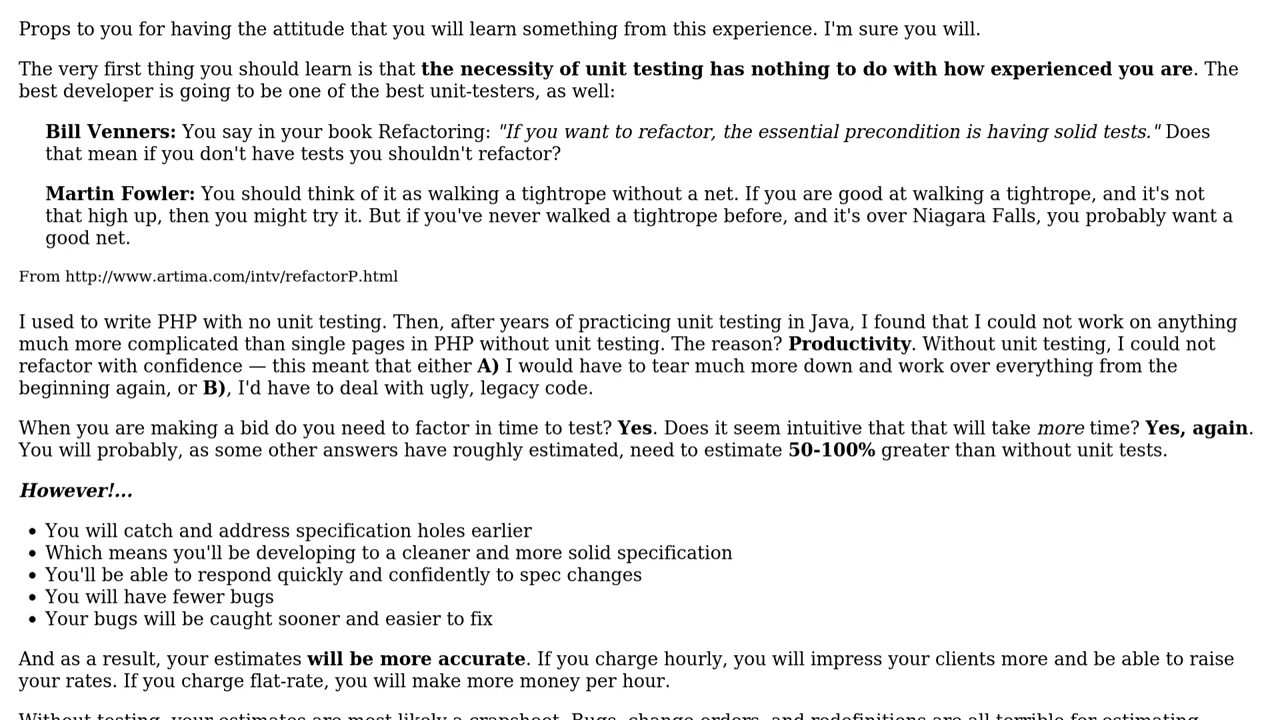 Props to you for having the attitude that you will learn something from this experience. I'm sure you will.
The very first thing you should learn is that the necessity of unit testing has nothing to do with how experienced you are. The
best developer is going to be one of the best unit-testers, as well:
Bill Venners: You say in your book Refactoring: "If you want to refactor, the essential precondition is having solid tests." Does
that mean if you don't have tests you shouldn't refactor?
Martin Fowler: You should think of it as walking a tightrope without a net. If you are good at walking a tightrope, and it's not
that high up, then you might try it. But if you've never walked a tightrope before, and it's over Niagara Falls, you probably want a
good net.
From http://www.artima.com/intv/refactorP.html
I used to write PHP with no unit testing. Then, after years of practicing unit testing in Java, I found that I could not work on anything
much more complicated than single pages in PHP without unit testing. The reason? Productivity. Without unit testing, I could not
refactor with confidence — this meant that either A) I would have to tear much more down and work over everything from the
beginning again, or B), I'd have to deal with ugly, legacy code.
When you are making a bid do you need to factor in time to test? Yes. Does it seem intuitive that that will take more time? Yes, again.
You will probably, as some other answers have roughly estimated, need to estimate 50-100% greater than without unit tests.
However!...
• You will catch and address specification holes earlier
• Which means you'll be developing to a cleaner and more solid specification
• You'll be able to respond quickly and confidently to spec changes
• You will have fewer bugs
• Your bugs will be caught sooner and easier to fix
And as a result, your estimates will be more accurate. If you charge hourly, you will impress your clients more and be able to raise
your rates. If you charge flat-rate, you will make more money per hour.
Without testing, your estimates are most likely a crapshoot. Bugs, change orders, and redefinitions are all terrible for estimating